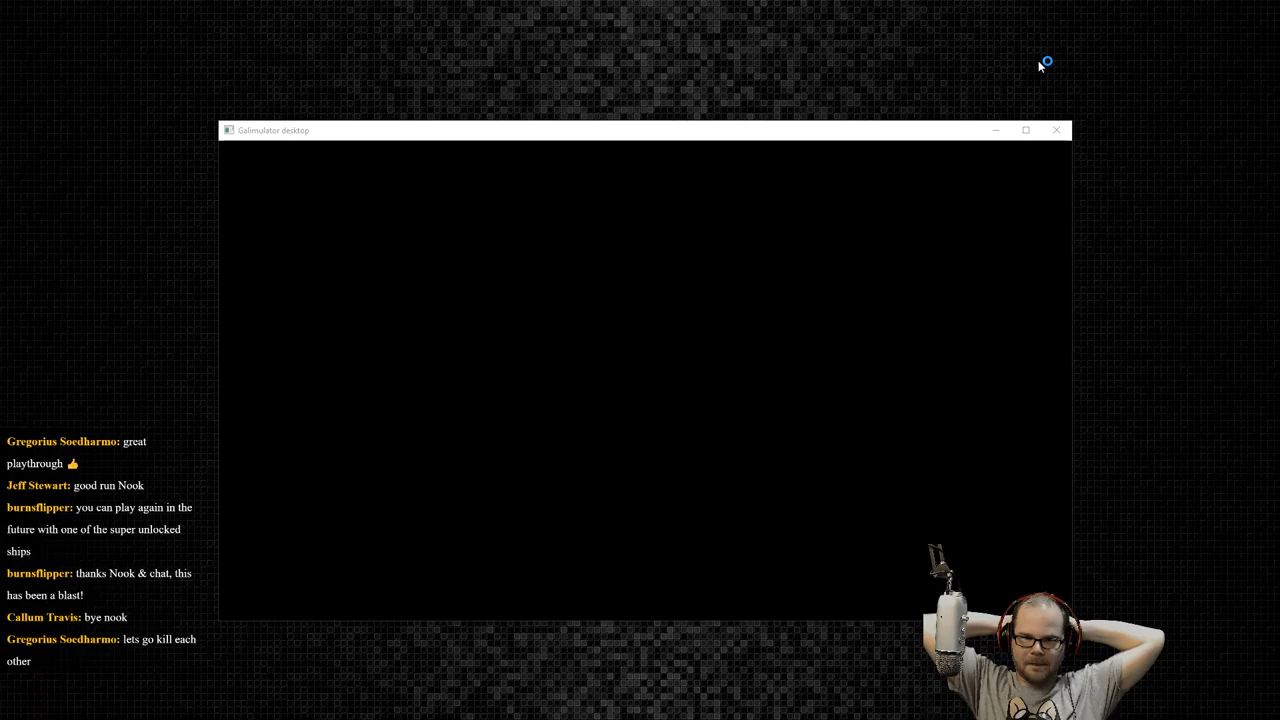 Galimulator desktop
Gregorius Soedharmo: great
playthrough 👍
Jeff Stewart: good run Nook
burnsflipper: you can play again in the
future with one of the super unlocked
ships
burnsflipper: thanks Nook & chat, this
has been a blast!
Callum Travis: bye nook
Gregorius Soedharmo: lets go kill each
other